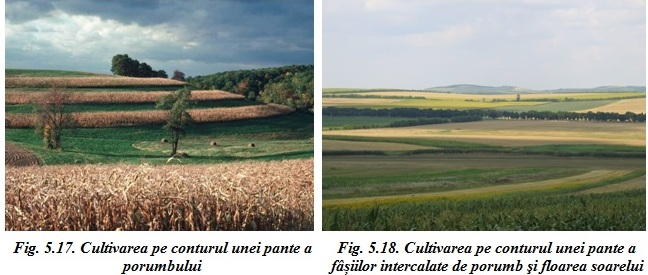 Fig. 5.17. Cultivarea pe conturul unei pante a
porumbului
Fig. 5.18. Cultivarea pe conturul unei pante a
fâșiilor intercalate de porumb şi floarea soarelui